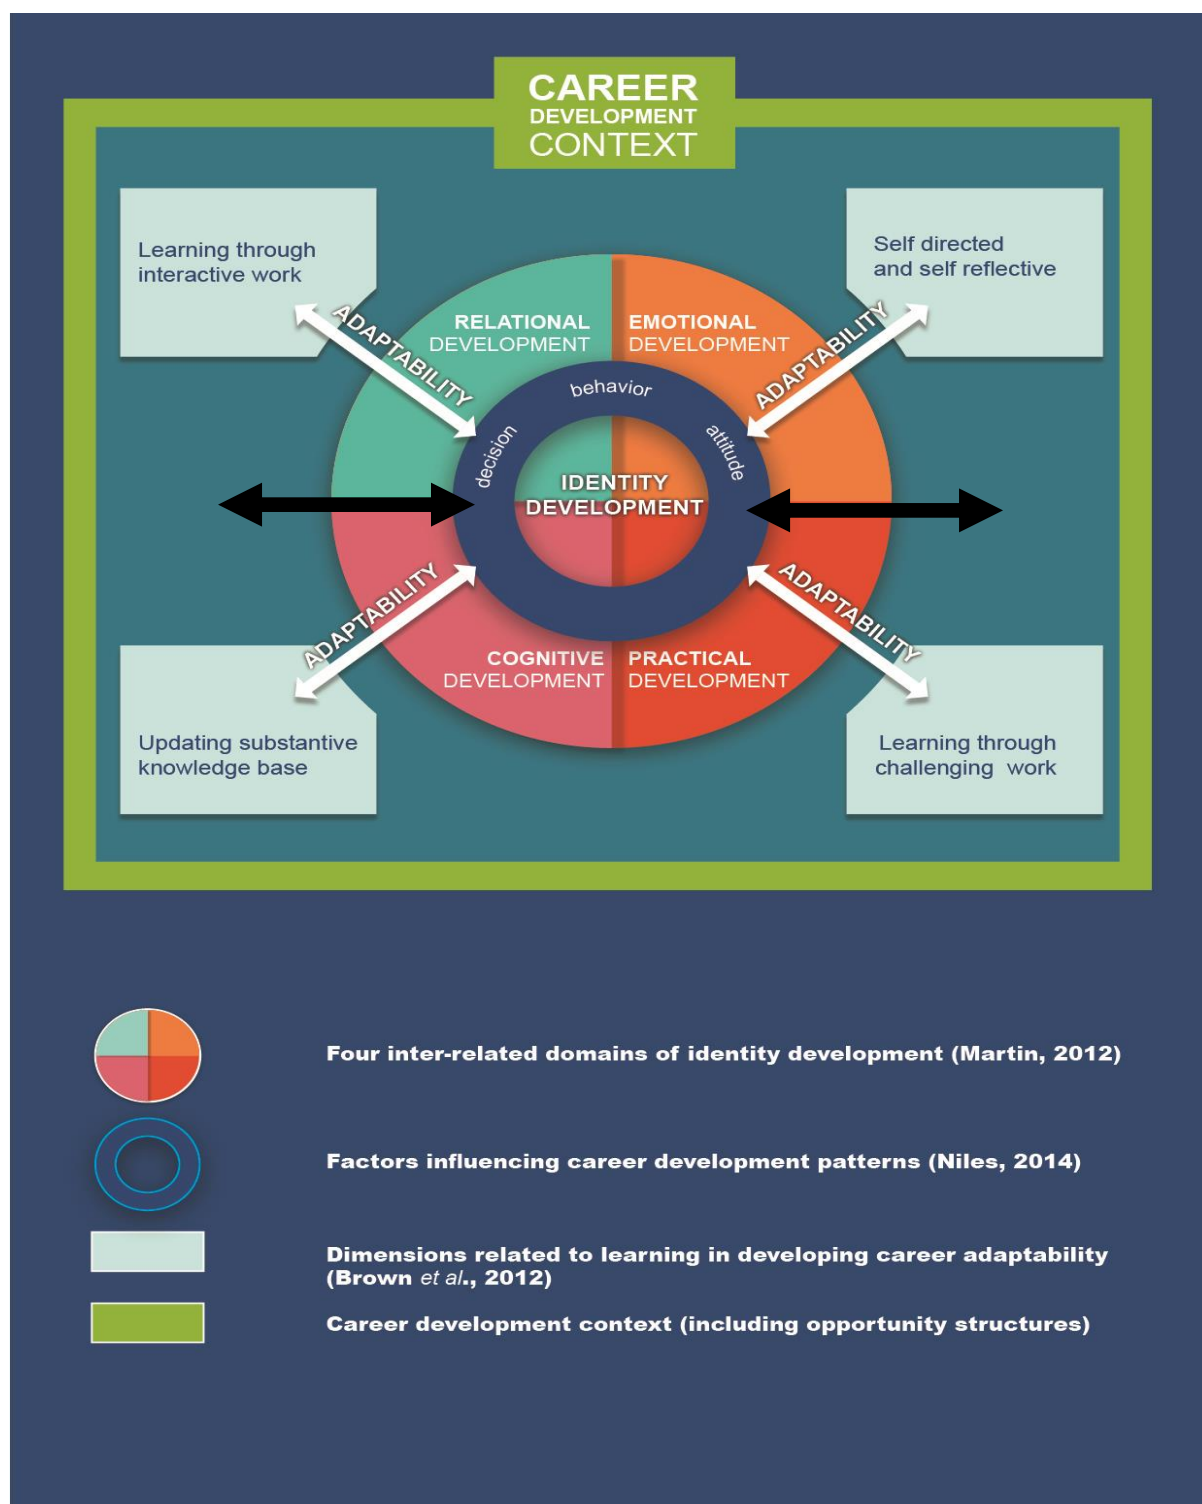 CAREER
DEVELOPMENT
CONTEXT
Learning through
interactive work
Self directed
and self reflective
ADAPTABILITY
ADAPTABILITY
RELATIONAL
DEVELOPMENT
EMOTIONAL
DEVELOPMENT
behavior
decision
attitude
IDENTITY
DEVELOPMENT
ADAPTABILITY
ADAPTABILITY
COGNITIVE
DEVELOPMENT
PRACTICAL
DEVELOPMENT
Updating substantive
knowledge base
Learning through
challenging work
Four inter-related domains of identity development (Martin, 2012)
Factors influencing career development patterns (Niles, 2014)
Dimensions related to learning in developing career adaptability
(Brown et al., 2012)
Career development context (including opportunity structures)